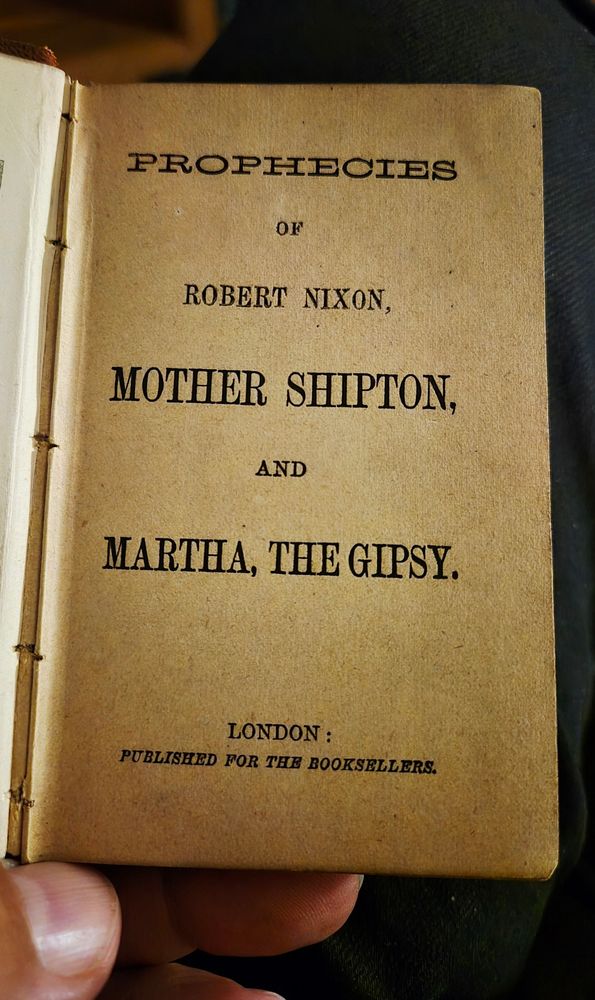 PROPHECIES
OF
ROBERT NIXON,
MOTHER SHIPTON,
AND
MARTHA, THE GIPSY.
LONDON:
PUBLISHED FOR THE BOOKSELLERS.